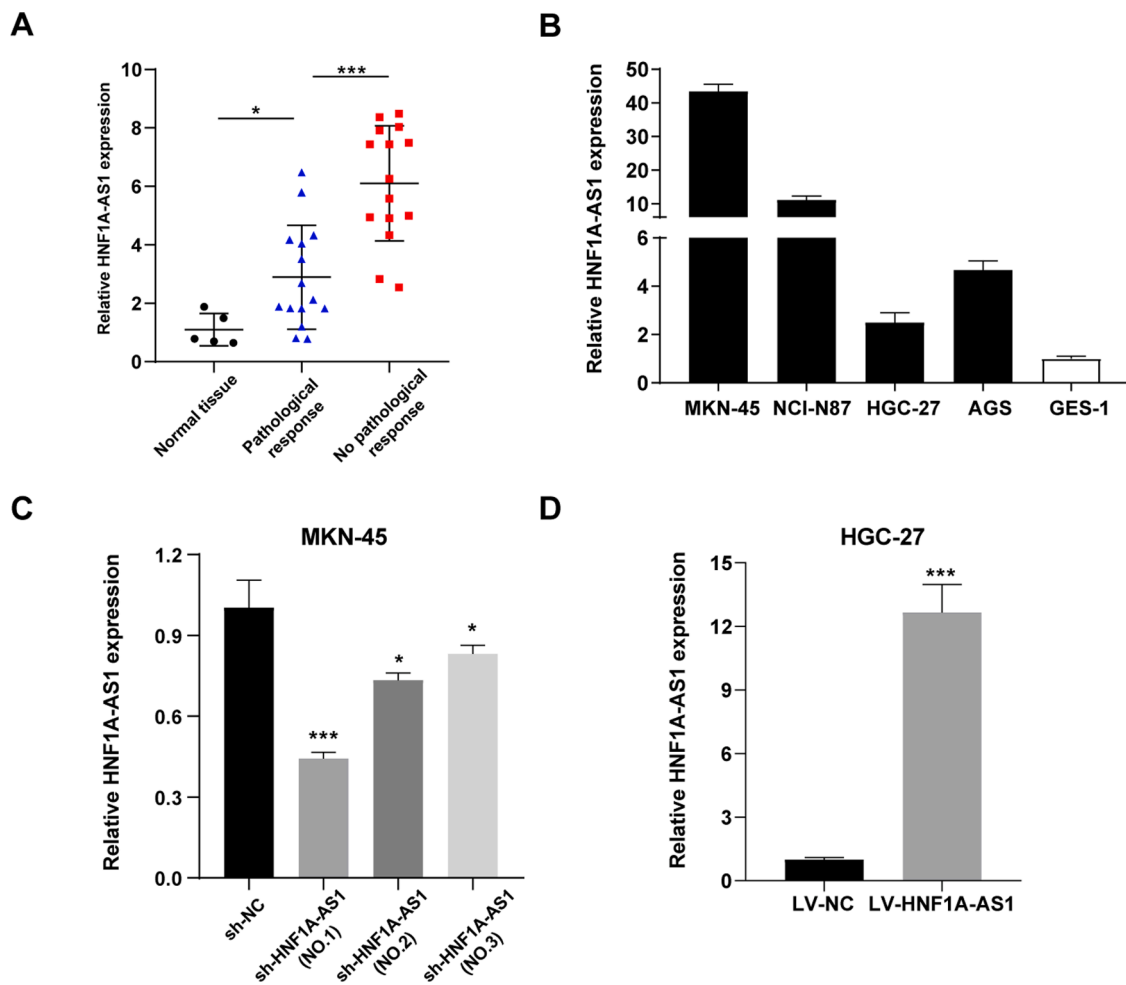 A
Relative HNF1A-AS1 expression
10
8
6
4
2
0
*
***
Normal tissue
Pathological
response
No pathological
response
B
Relative HNF1A-AS1 expression
50
40
30
20
10
6
4
2
0
MKN-45 NCI-N87 HGC-27 AGS GES-1
C
MKN-45
Relative HNF1A-AS1 expression
1.2
0.9
0.6
0.3
0.0
***
*
*
sh-NC
sh-HNF1A-AS1
(NO.1)
sh-HNF1A-AS1
(NO.2)
sh-HNF1A-AS1
(NO.3)
D
HGC-27
Relative HNF1A-AS1 expression
15
12
9
6
3
0
***
LV-NC LV-HNF1A-AS1